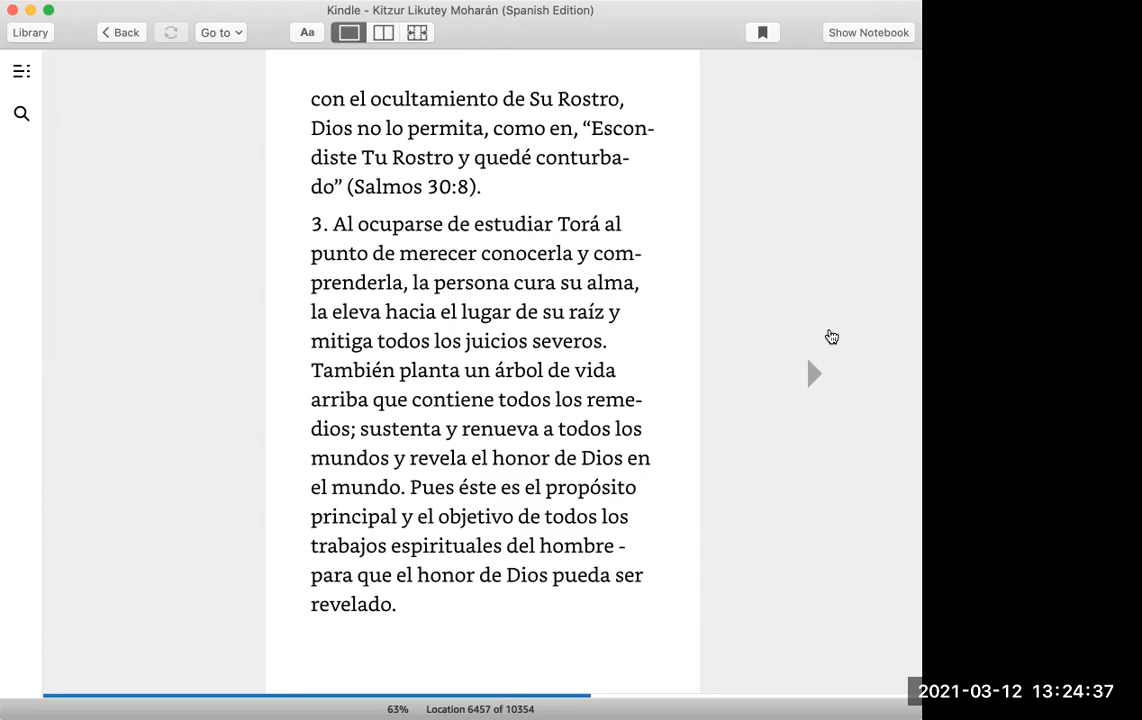 Kindle - Kitzur Likutey Moharán (Spanish Edition)
Library
Back
Go to
Aa
Show Notebook
con el ocultamiento de Su Rostro,
Dios no lo permita, como en, “Escon-
diste Tu Rostro y quedé conturba-
do” (Salmos 30:8).
3. Al ocuparse de estudiar Torá al
punto de merecer conocerla y com-
prenderla, la persona cura su alma,
la eleva hacia el lugar de su raíz y
mitiga todos los juicios severos.
También planta un árbol de vida
arriba que contiene todos los reme-
dios; sustenta y renueva a todos los
mundos y revela el honor de Dios en
el mundo. Pues éste es el propósito
principal y el objetivo de todos los
trabajos espirituales del hombre -
para que el honor de Dios pueda ser
revelado.
63%
Location 6457 of 10354
2021-03-12 13:24:37